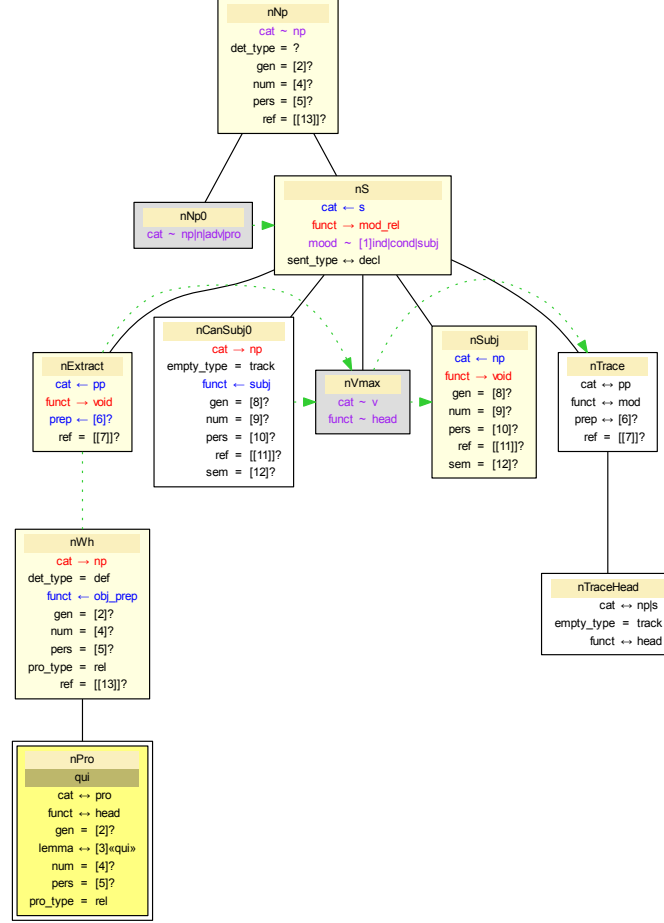 nNp
cat ~ np
det_type = ?
gen = [2]?
num = [4]?
pers = [5]?
ref = [[13]]?
nNp0
cat ~ np|n|adv|pro
nS
cat ← s
funct → mod_rel
mood ~ [1]ind|cond|subj
sent_type ↔ decl
nExtract
cat ← pp
funct → void
prep ← [6]?
ref = [[7]]?
nCanSubj0
cat → np
empty_type = track
funct ← subj
gen = [8]?
num = [9]?
pers = [10]?
ref = [[11]]?
sem = [12]?
nVmax
cat ~ v
funct ~ head
nSubj
cat ← np
funct → void
gen = [8]?
num = [9]?
pers = [10]?
ref = [[11]]?
sem = [12]?
nTrace
cat ↔ pp
funct ↔ mod
prep ↔ [6]?
ref = [[7]]?
nWh
cat → np
det_type = def
funct ← obj_prep
gen = [2]?
num = [4]?
pers = [5]?
pro_type = rel
ref = [[13]]?
nTraceHead
cat ↔ np|s
empty_type = track
funct ↔ head
nPro
qui
cat ↔ pro
funct ↔ head
gen = [2]?
lemma ↔ [3]«qui»
num = [4]?
pers = [5]?
pro_type = rel